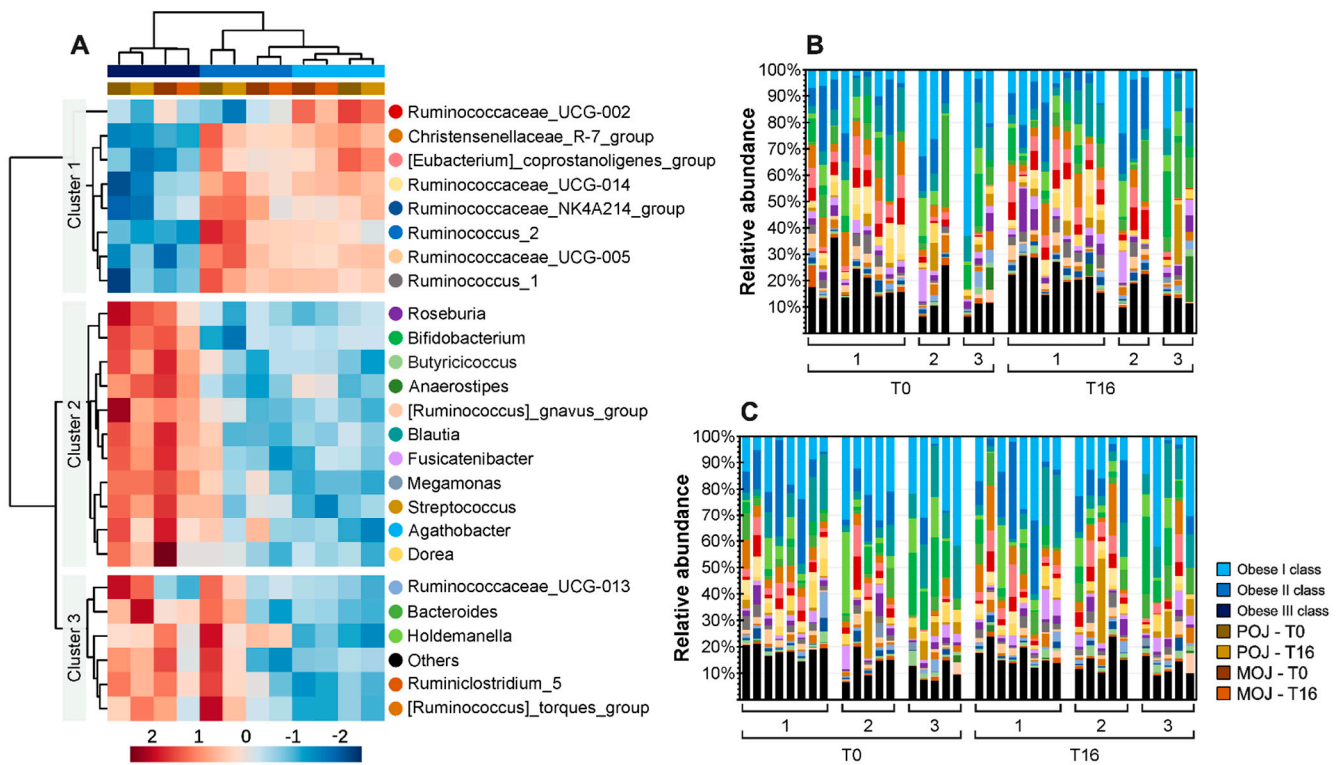 A
Cluster 1
Ruminococcaceae_UCG-002
Christensenellaceae_R-7_group
[Eubacterium]_coprostanoligenes_group
Ruminococcaceae_UCG-014
Ruminococcaceae_NK4A214_group
Ruminococcus_2
Ruminococcaceae_UCG-005
Ruminococcus_1
Cluster 2
Roseburia
Bifidobacterium
Butyricicoccus
Anaerostipes
[Ruminococcus]_gnavus_group
Blautia
Fusicatenibacter
Megamonas
Streptococcus
Agathobacter
Dorea
Cluster 3
Ruminococcaceae_UCG-013
Bacteroides
Holdemanella
Others
Ruminiclostridium_5
[Ruminococcus]_torques_group
2 1 0 -1 -2
B
Relative abundance
100%
90%
80%
70%
60%
50%
40%
30%
20%
10%
1 2 3 1 2 3
T0 T16
C
Relative abundance
100%
90%
80%
70%
60%
50%
40%
30%
20%
10%
1 2 3 1 2 3
T0 T16
Obese I class
Obese II class
Obese III class
POJ - T0
POJ - T16
MOJ - T0
MOJ - T16